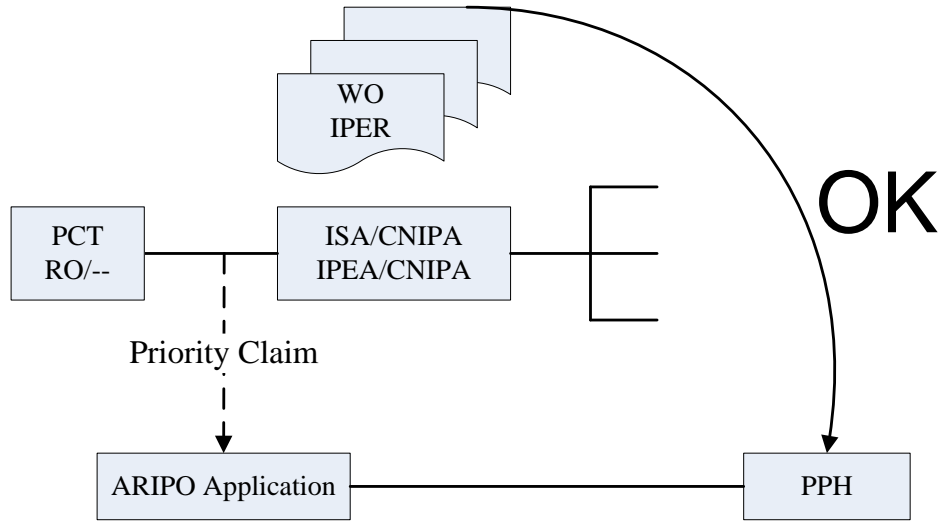 WO
IPER
OK
PCT
RO/--
ISA/CNIPA
IPEA/CNIPA
Priority Claim
ARIPO Application
PPH